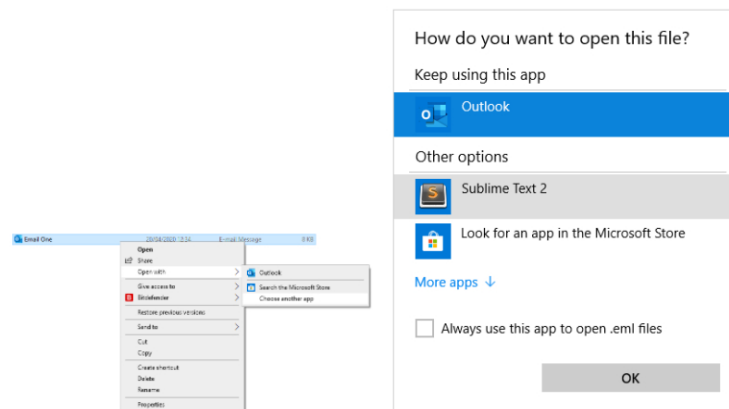 Email One 20/04/2020 12:54 E-mail Message 8 KB
Open
Share
Open with
Outlook
Search the Microsoft Store
Choose another app
Give access to
Bitdefender
Restore previous versions
Send to
Cut
Copy
Create shortcut
Delete
Rename
Properties
How do you want to open this file?
Keep using this app
Outlook
Other options
Sublime Text 2
Look for an app in the Microsoft Store
More apps
Always use this app to open .eml files
OK